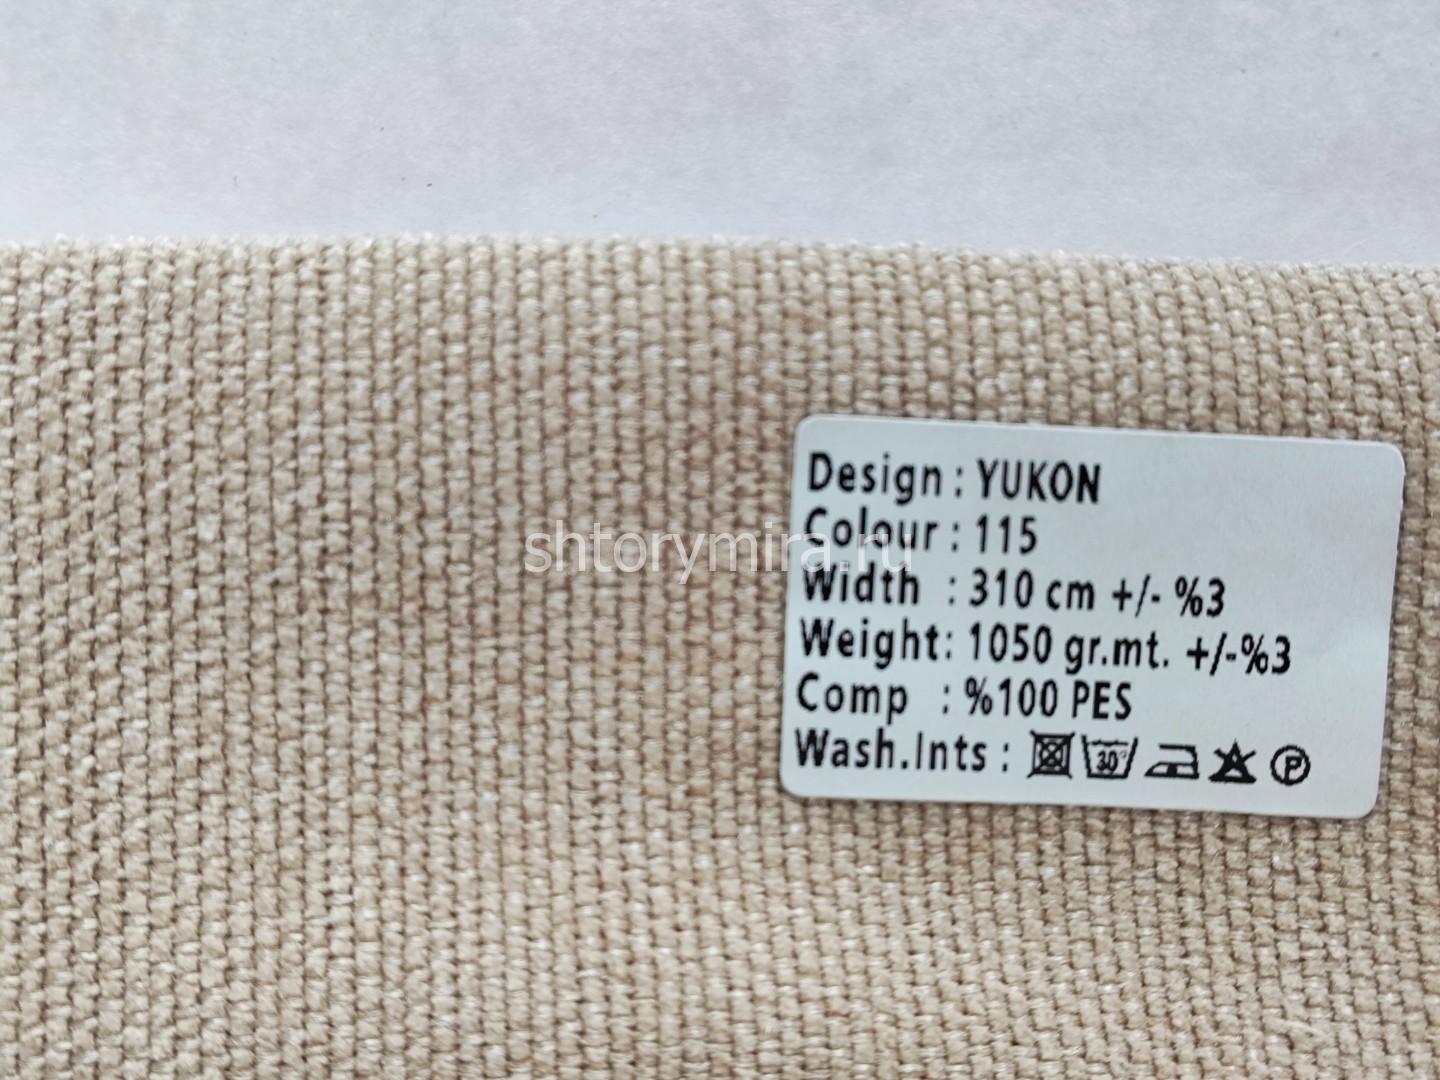 Design : YUKON
Colour : 115
shtorymira.ru
Width : 310 cm +/- %3
Weight: 1050 gr.mt. +/-%3
Comp : %100 PES
Wash.Ints : 30° P